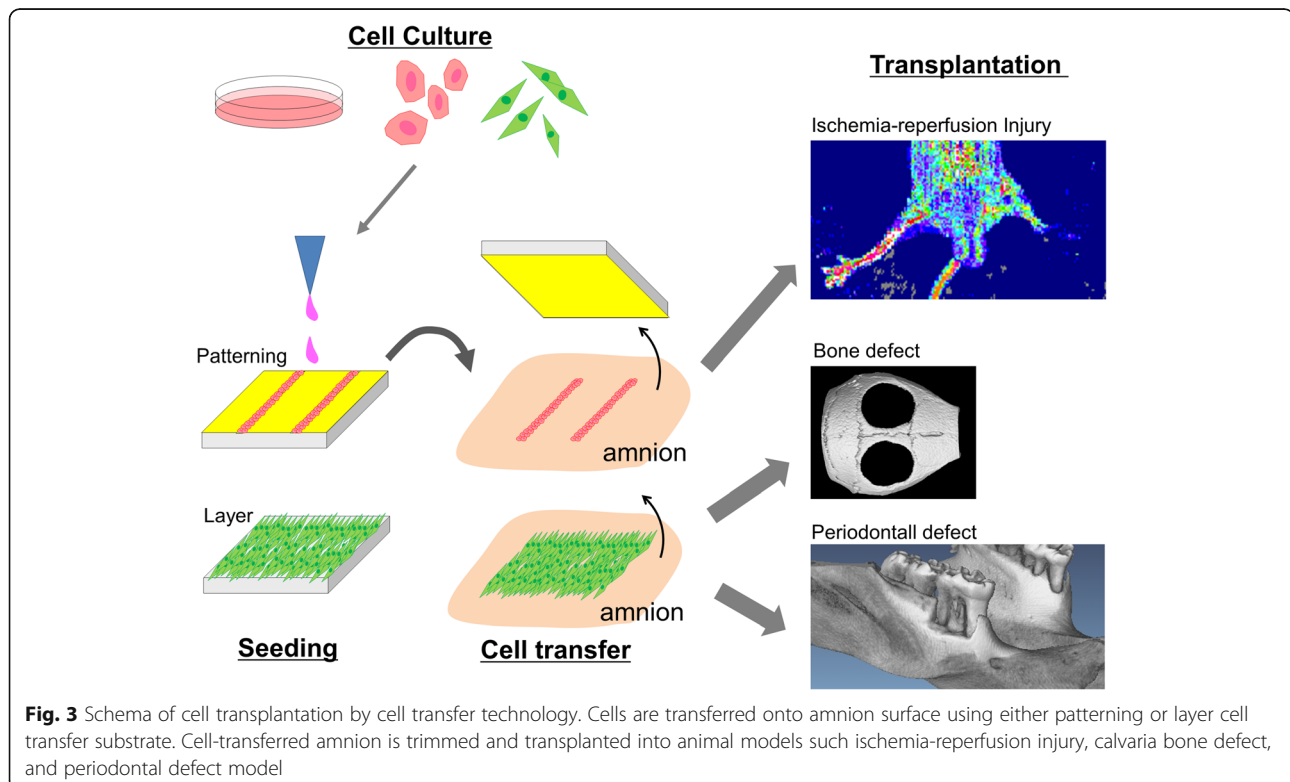 Cell Culture
Transplantation
Ischemia-reperfusion Injury
Patterning
amnion
Bone defect
Layer
amnion
Periodontall defect
Seeding
Cell transfer
Fig. 3 Schema of cell transplantation by cell transfer technology. Cells are transferred onto amnion surface using either patterning or layer cell
transfer substrate. Cell-transferred amnion is trimmed and transplanted into animal models such ischemia-reperfusion injury, calvaria bone defect,
and periodontal defect model